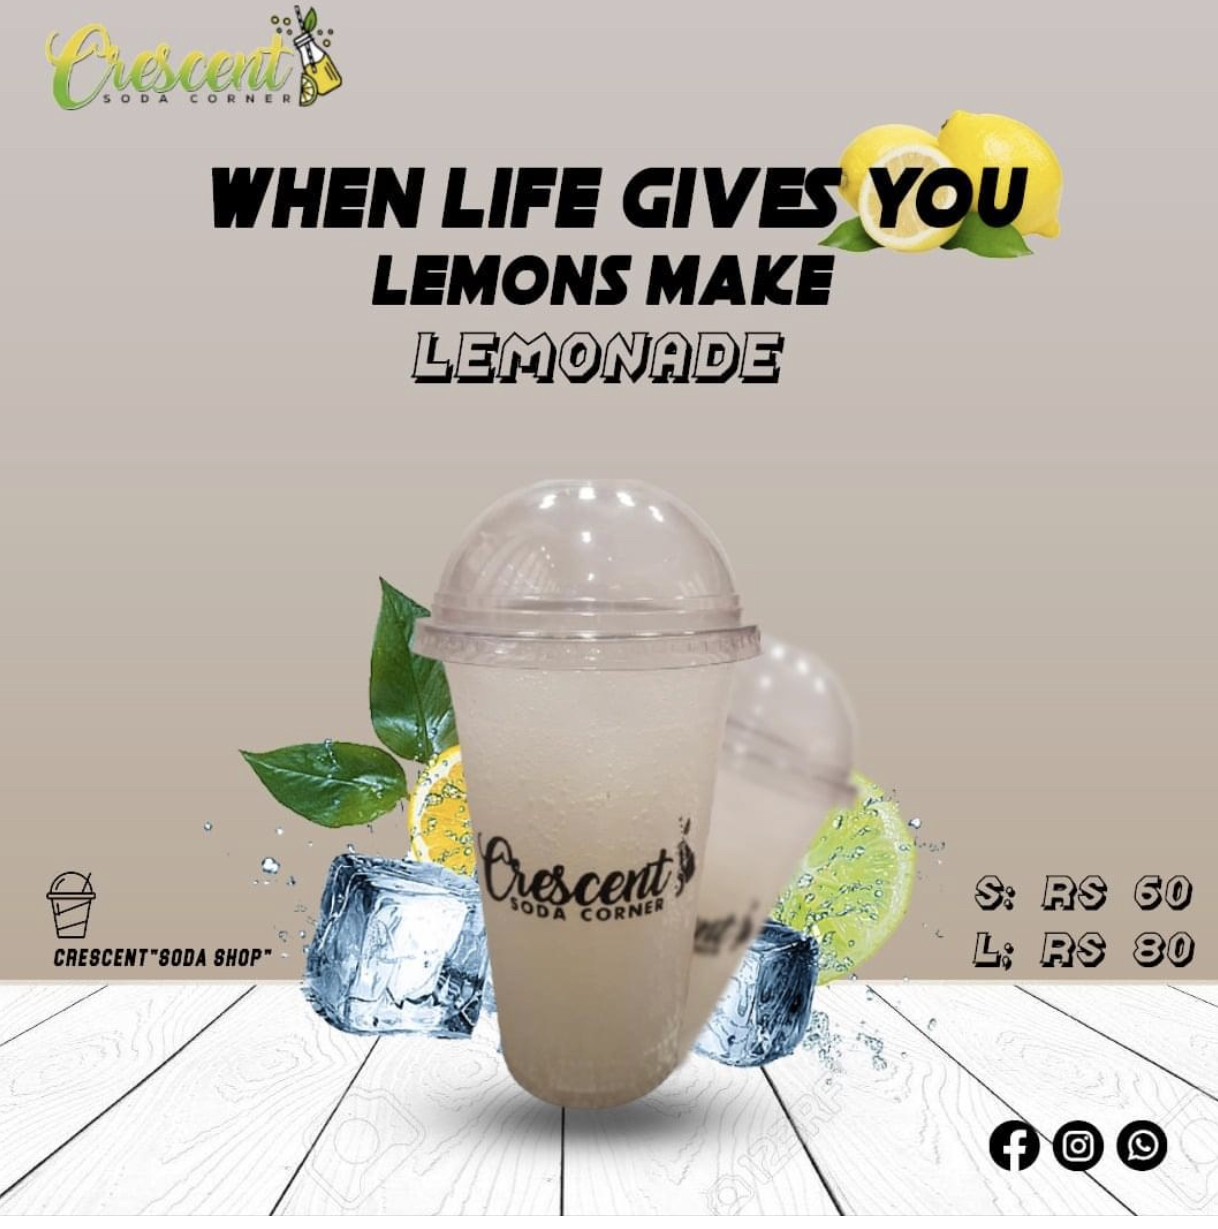 Crescent
SODA CORNER
WHEN LIFE GIVES YOU
LEMONS MAKE
LEMONADE
Crescent
SODA CORNER
S: RS 60
L; RS 80
CRESCENT"SODA SHOP"
123RF